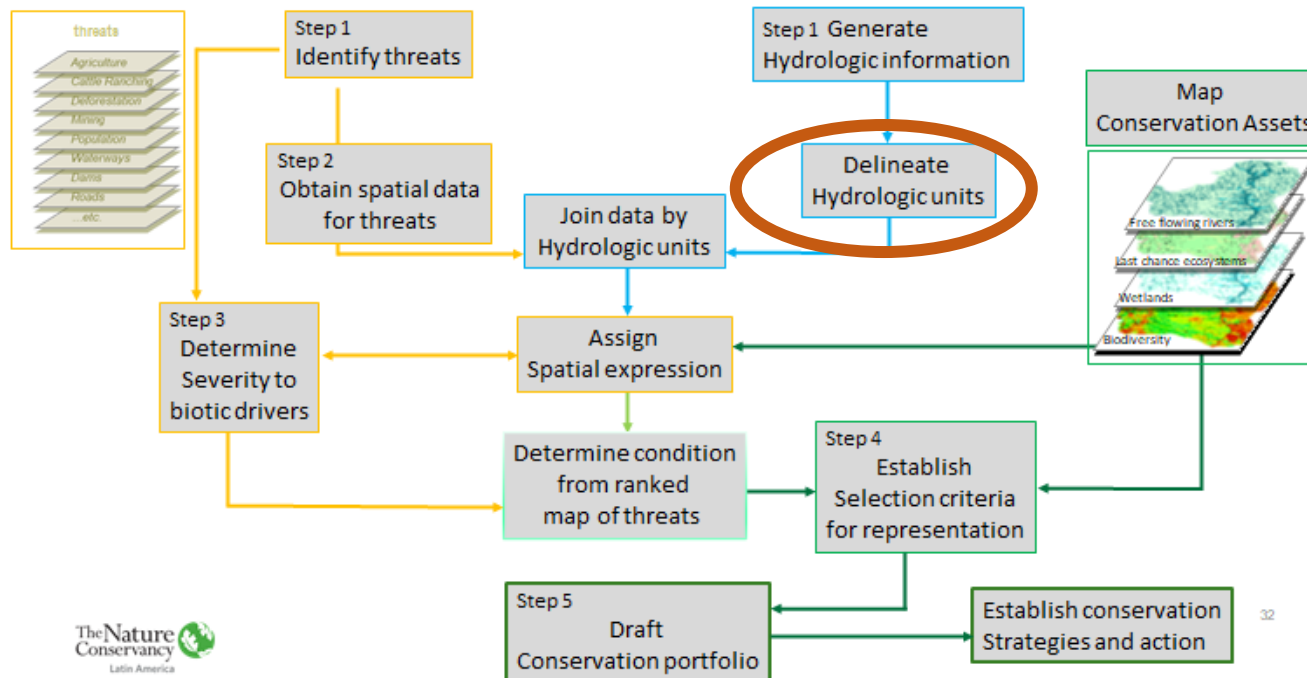 threats
Agriculture
Cattle Ranching
Deforestation
Mining
Population
Waterways
Dams
Roads
...etc.
Step 1
Identify threats
Step 2
Obtain spatial data
for threats
Step 1 Generate
Hydrologic information
Delineate
Hydrologic units
Join data by
Hydrologic units
Map
Conservation Assets
Free flowing rivers
Last chance ecosystems
Wetlands
Biodiversity
Step 3
Determine
Severity to
biotic drivers
Assign
Spatial expression
Determine condition
from ranked
map of threats
Step 4
Establish
Selection criteria
for representation
Step 5
Draft
Conservation portfolio
Establish conservation
Strategies and action
32
The Nature
Conservancy
Latin America